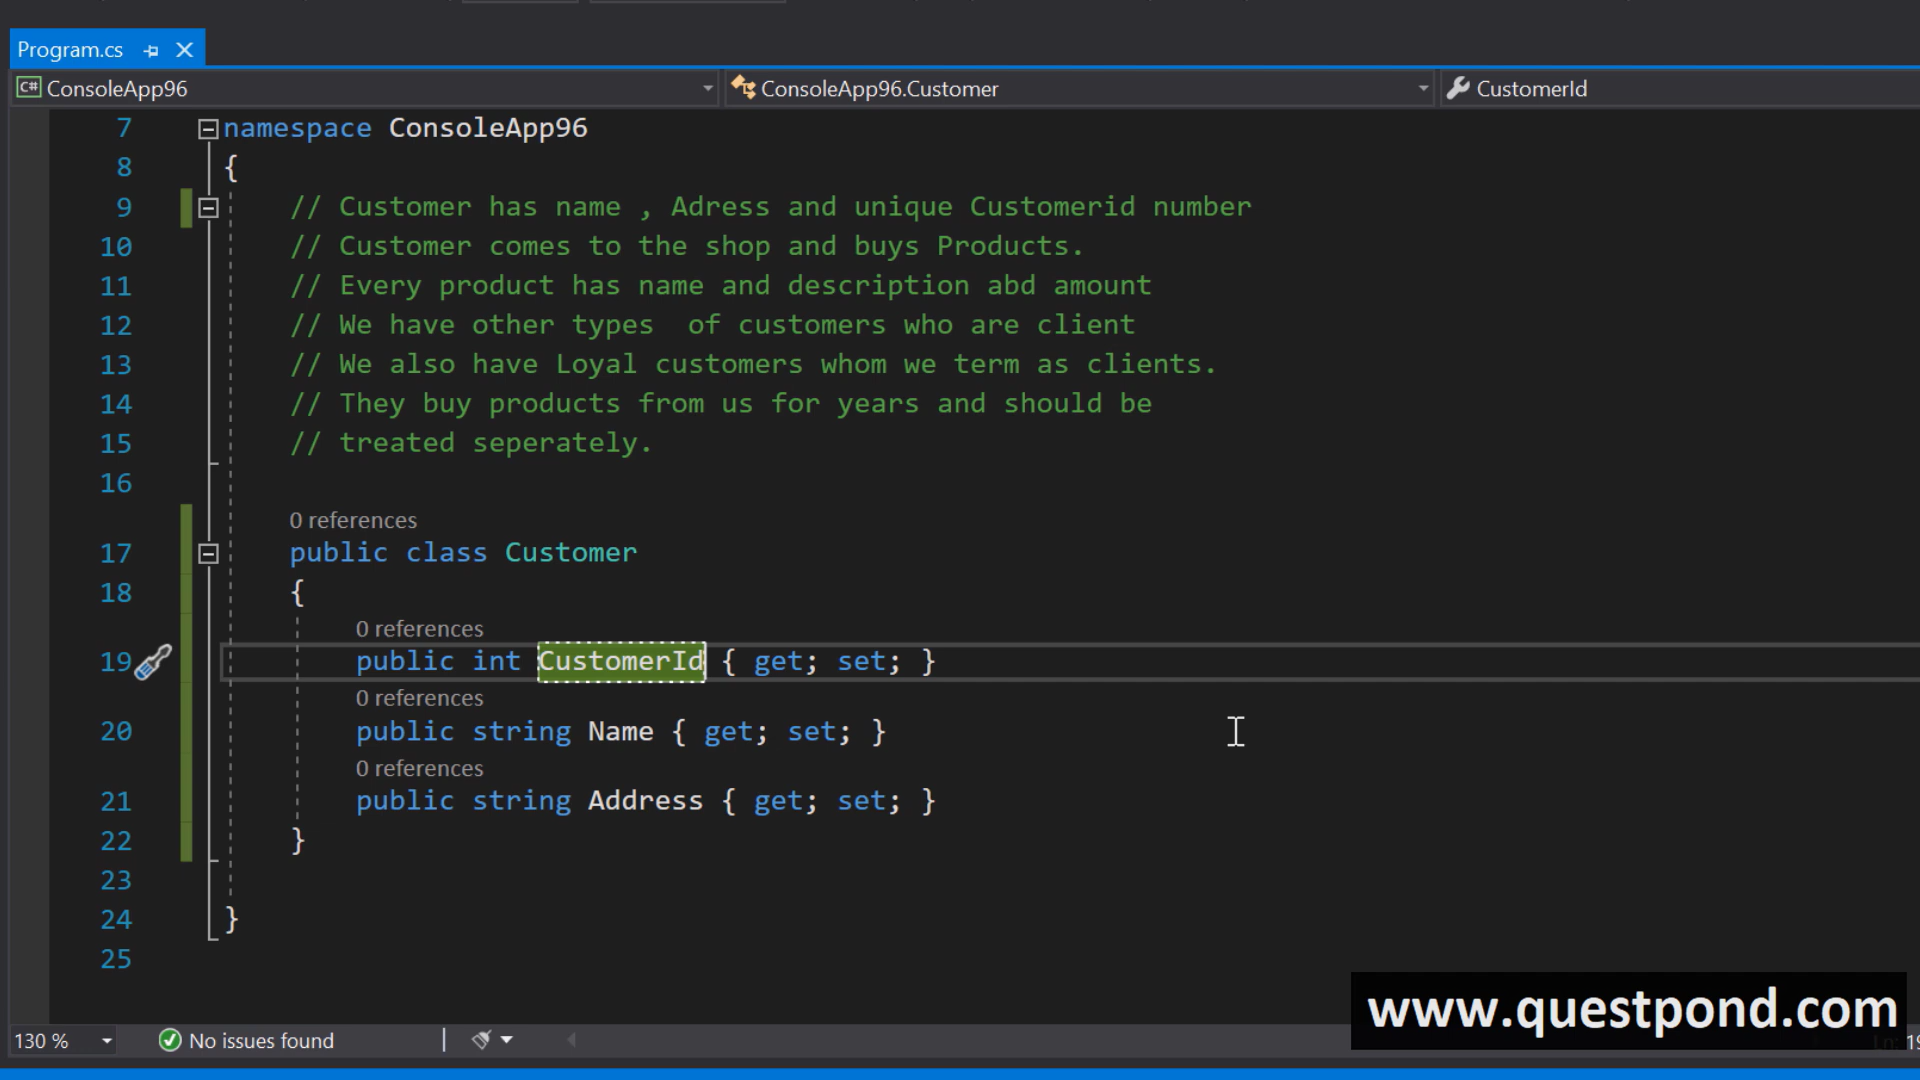 Program.cs
C# ConsoleApp96 ConsoleApp96.Customer CustomerId
7 namespace ConsoleApp96
8 {
9 // Customer has name , Adress and unique Customerid number
10 // Customer comes to the shop and buys Products.
11 // Every product has name and description abd amount
12 // We have other types  of customers who are client
13 // We also have Loyal customers whom we term as clients.
14 // They buy products from us for years and should be
15 // treated seperately.
16
0 references
17 public class Customer
18 {
0 references
19 public int CustomerId { get; set; }
0 references
20 public string Name { get; set; }
0 references
21 public string Address { get; set; }
22 }
23
24 }
25
www.questpond.com
130 % No issues found